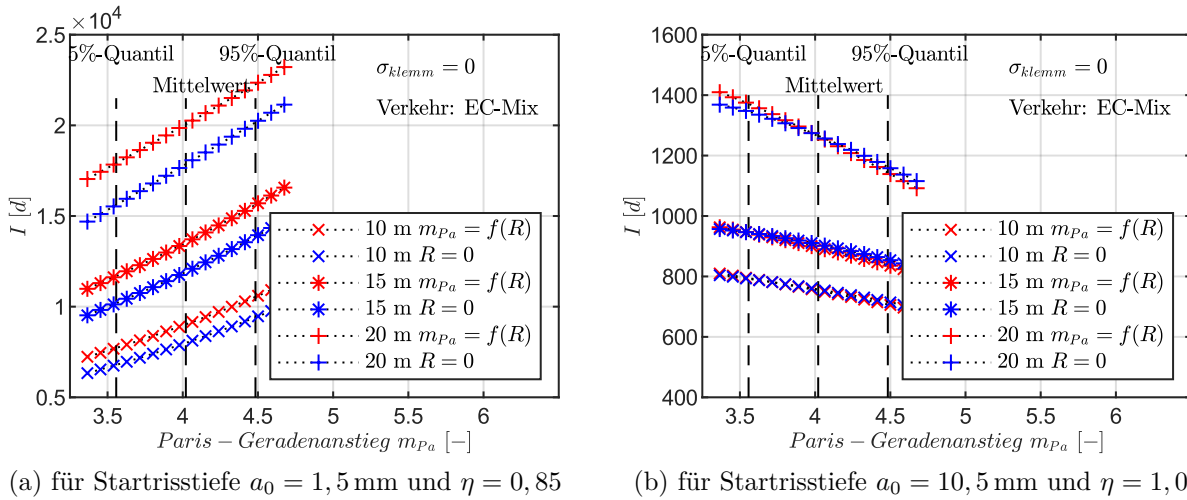 ×10⁴
2.5
2
1.5
1
0.5
I [d]
5%-Quantil
95%-Quantil
Mittelwert
σ_klemm = 0
Verkehr: EC-Mix
10 m m_Pa = f(R)
10 m R = 0
15 m m_Pa = f(R)
15 m R = 0
20 m m_Pa = f(R)
20 m R = 0
3.5 4 4.5 5 5.5 6
Paris − Geradenanstieg m_Pa [−]
(a) für Startrisstiefe a₀ = 1,5 mm und η = 0,85
1600
1400
1200
1000
800
600
400
I [d]
5%-Quantil
95%-Quantil
Mittelwert
σ_klemm = 0
Verkehr: EC-Mix
10 m m_Pa = f(R)
10 m R = 0
15 m m_Pa = f(R)
15 m R = 0
20 m m_Pa = f(R)
20 m R = 0
3.5 4 4.5 5 5.5 6
Paris − Geradenanstieg m_Pa [−]
(b) für Startrisstiefe a₀ = 10,5 mm und η = 1,0